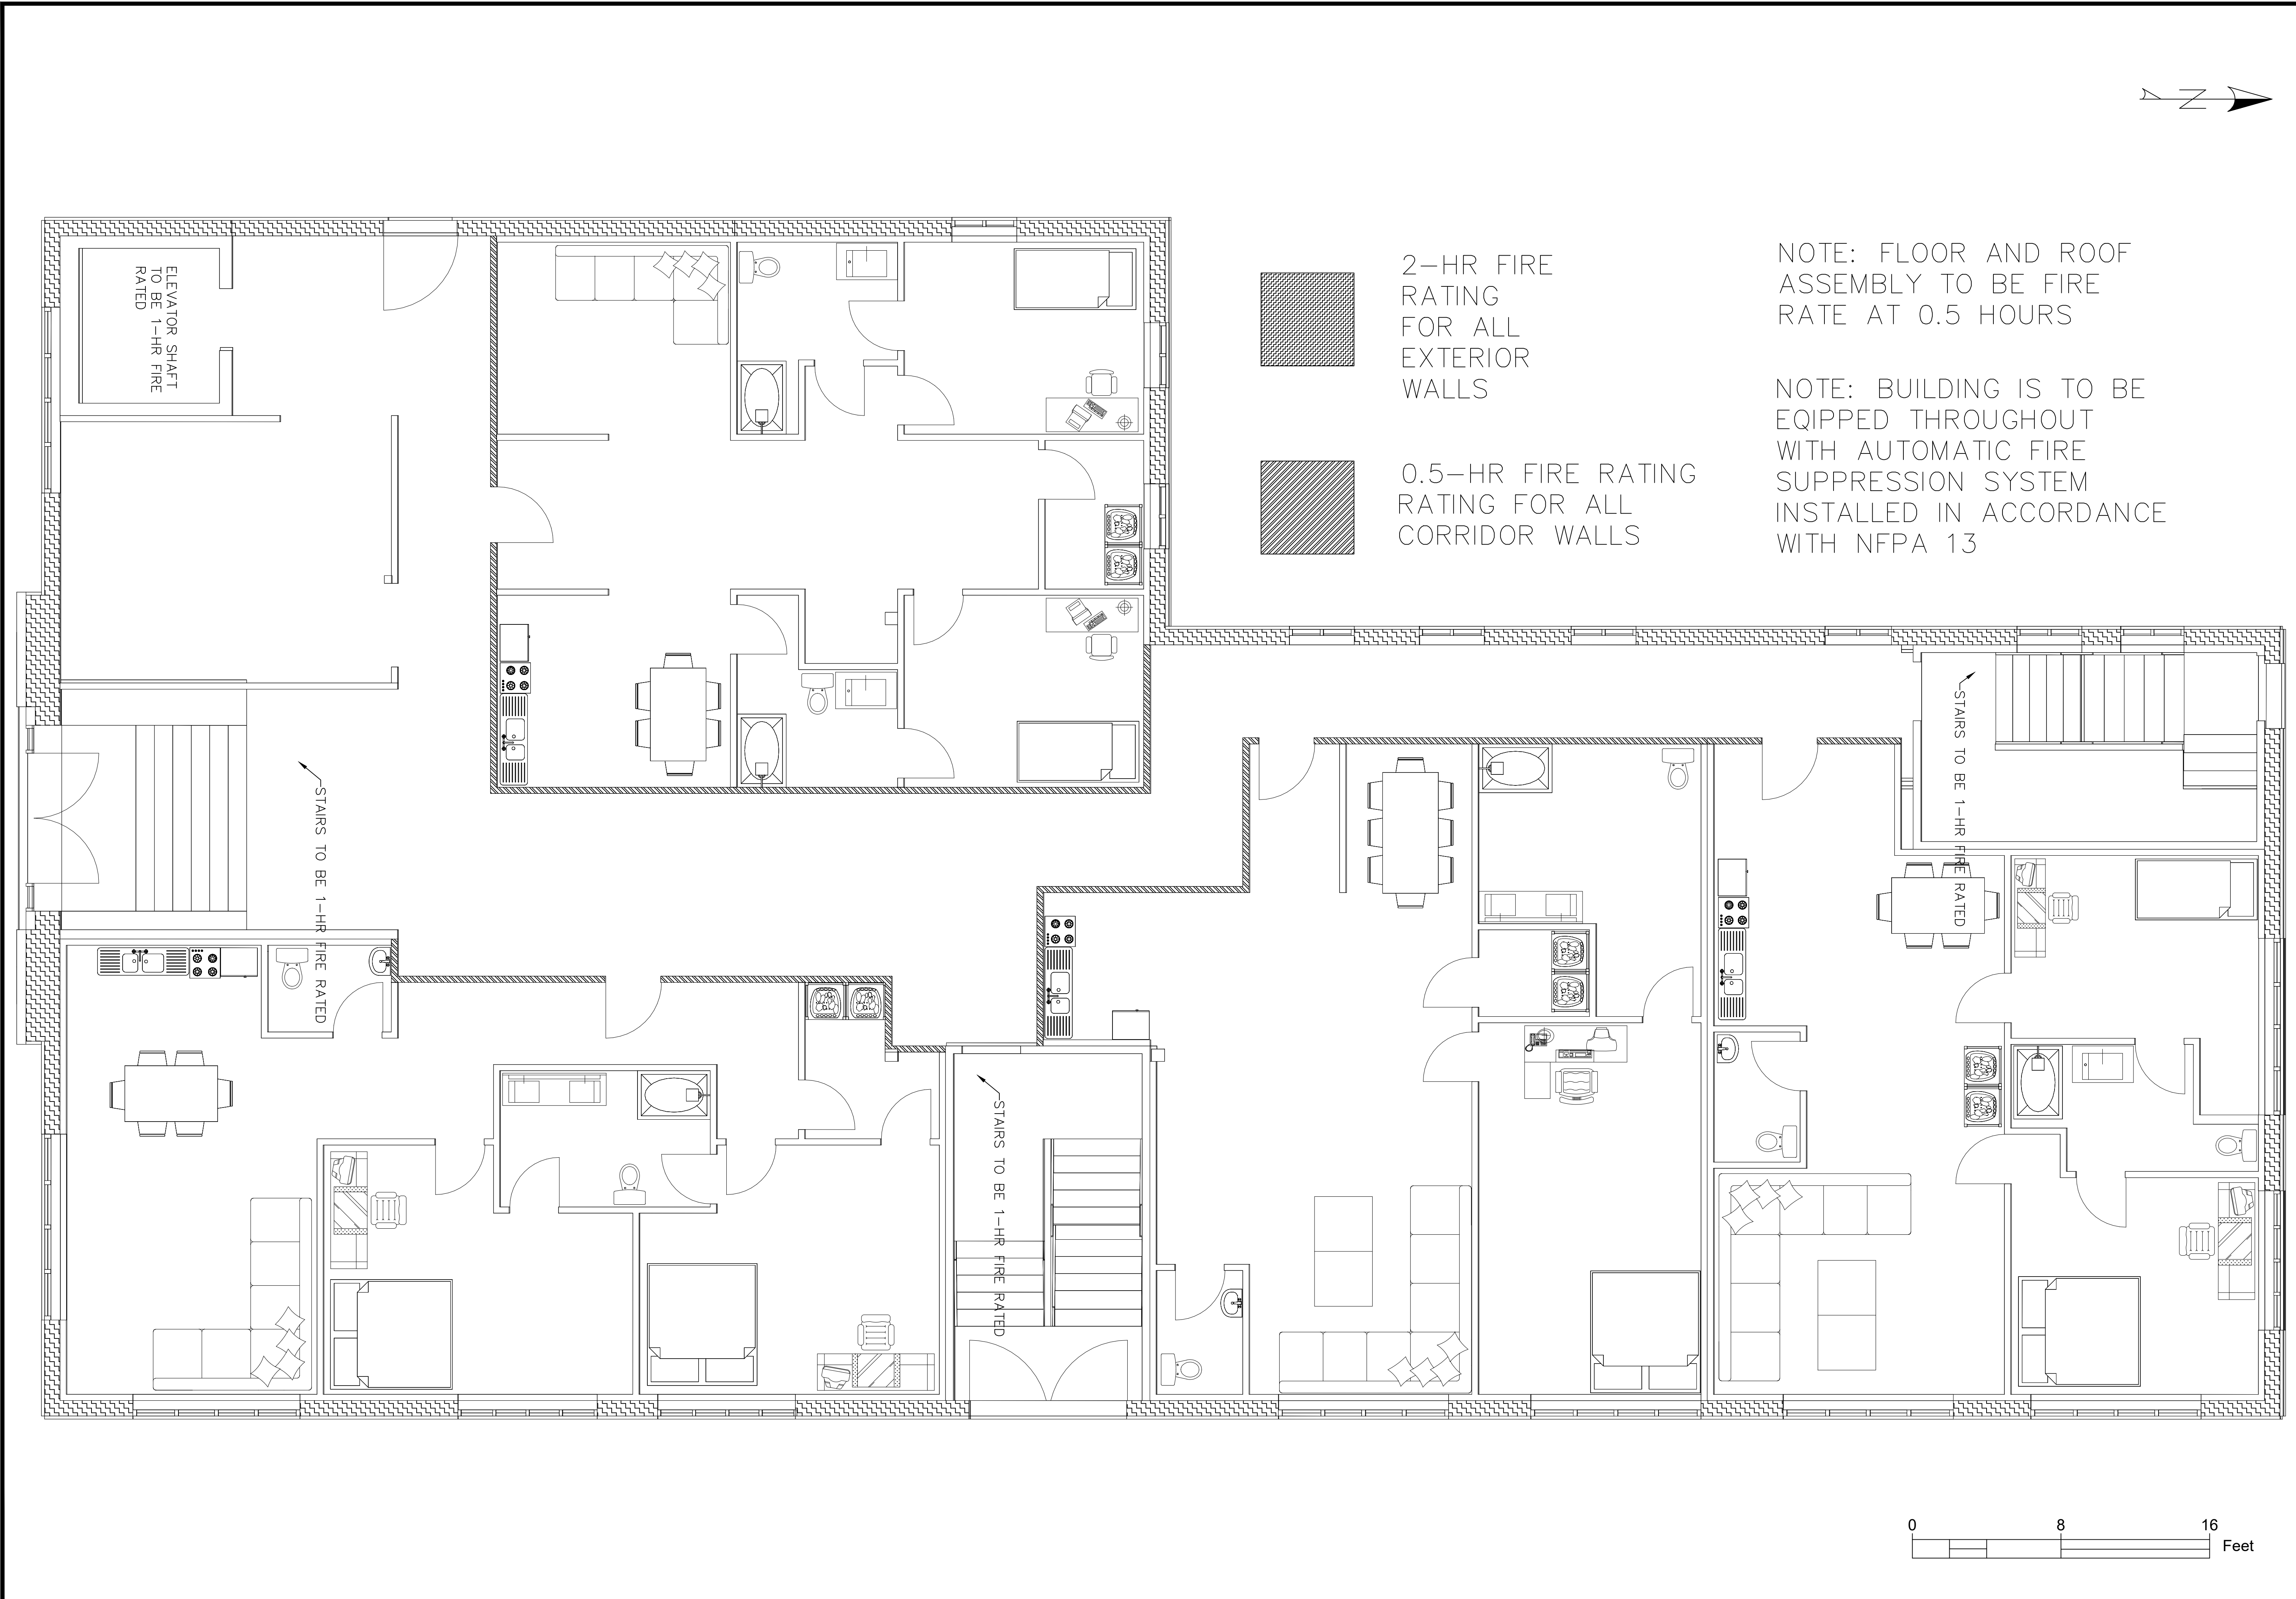 N
2-HR FIRE
RATING
FOR ALL
EXTERIOR
WALLS
0.5-HR FIRE RATING
RATING FOR ALL
CORRIDOR WALLS
NOTE: FLOOR AND ROOF
ASSEMBLY TO BE FIRE
RATE AT 0.5 HOURS
NOTE: BUILDING IS TO BE
EQIPPED THROUGHOUT
WITH AUTOMATIC FIRE
SUPPRESSION SYSTEM
INSTALLED IN ACCORDANCE
WITH NFPA 13
ELEVATOR SHAFT
TO BE 1-HR FIRE
RATED
STAIRS TO BE 1-HR FIRE RATED
STAIRS TO BE 1-HR FIRE RATED
STAIRS TO BE 1-HR FIRE RATED
0 8 16
Feet